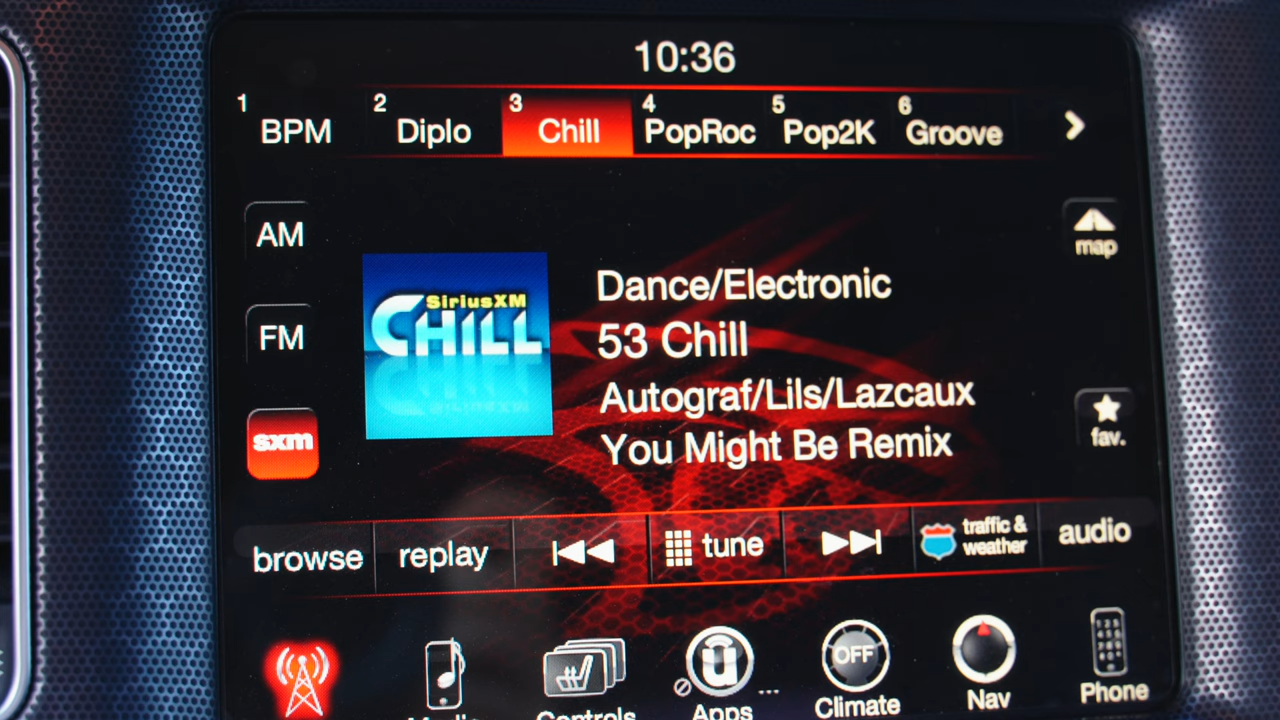 10:36
1 BPM
2 Diplo
3 Chill
4 PopRoc
5 Pop2K
6 Groove
AM
map
SiriusXM
CHILL
Dance/Electronic
FM
53 Chill
Autograf/Lils/Lazcaux
sxm
You Might Be Remix
fav.
browse
replay
tune
traffic &
weather
audio
OFF
Controls
Apps
...
Climate
Nav
Phone